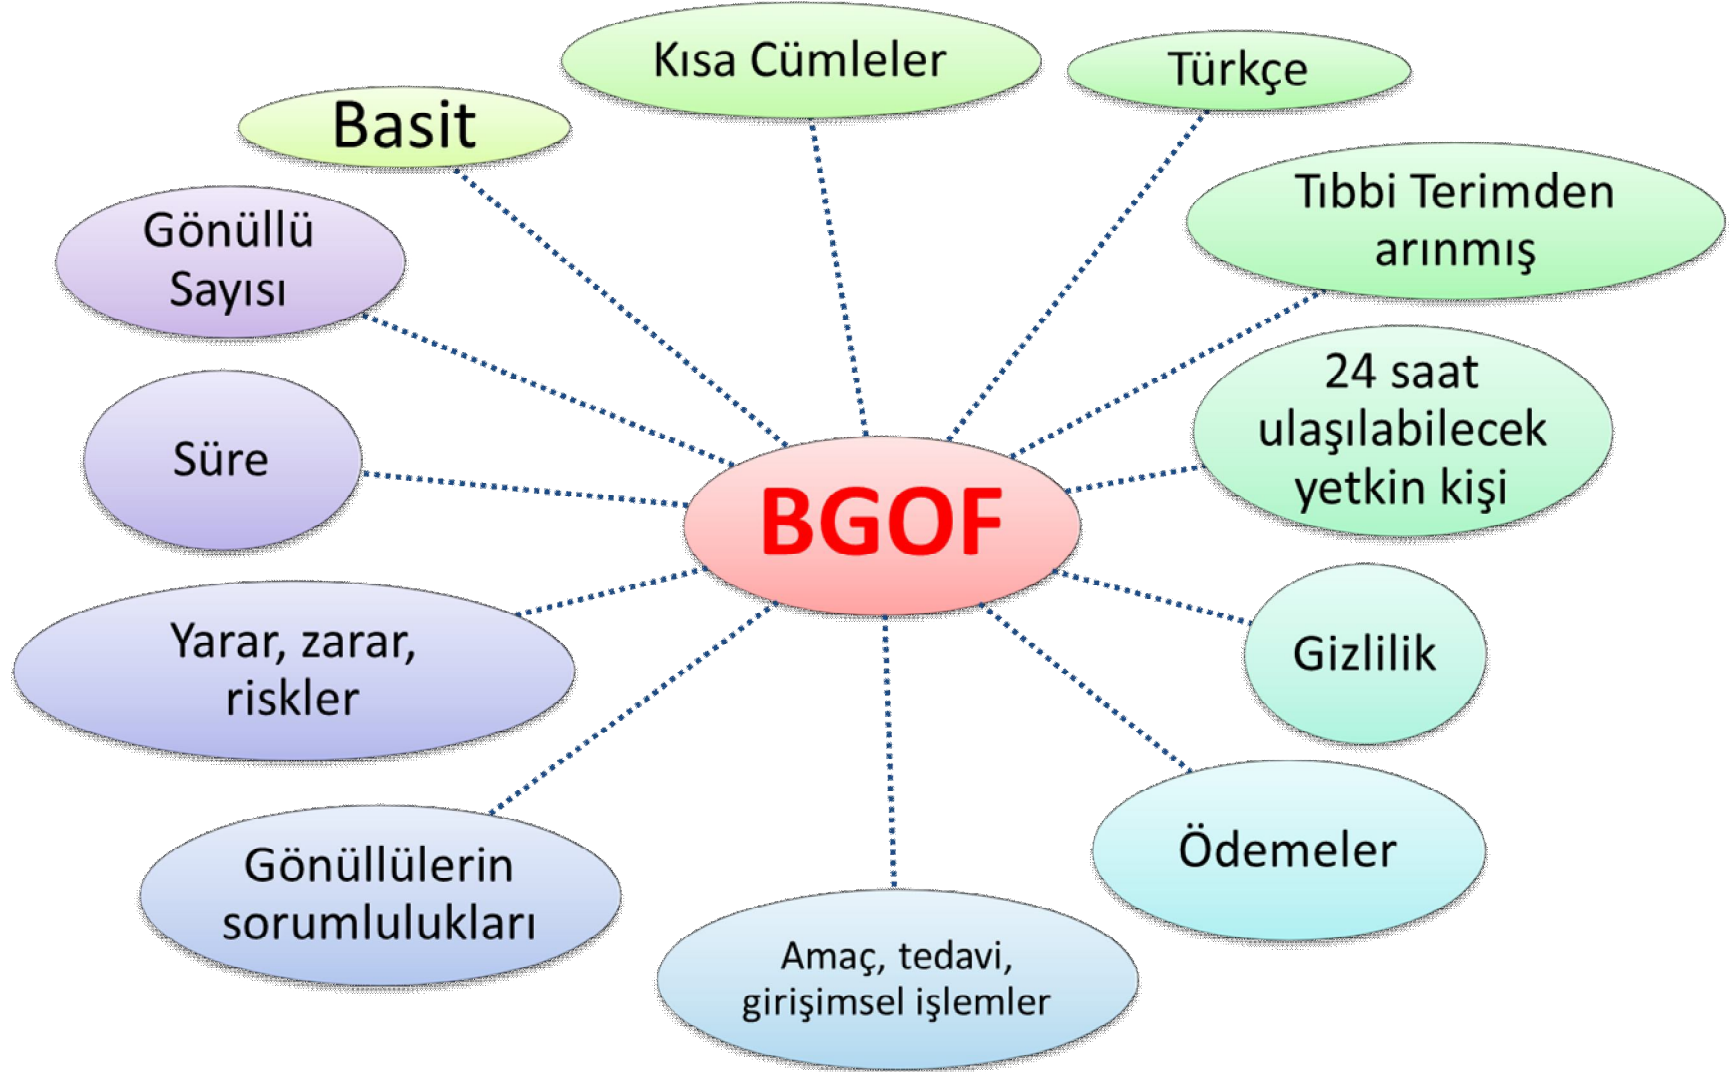 Kısa Cümleler
Türkçe
Basit
Tıbbi Terimden
arınmış
Gönüllü
Sayısı
24 saat
ulaşılabilecek
yetkin kişi
Süre
BGOF
Yarar, zarar,
riskler
Gizlilik
Gönüllülerin
sorumlulukları
Ödemeler
Amaç, tedavi,
girişimsel işlemler